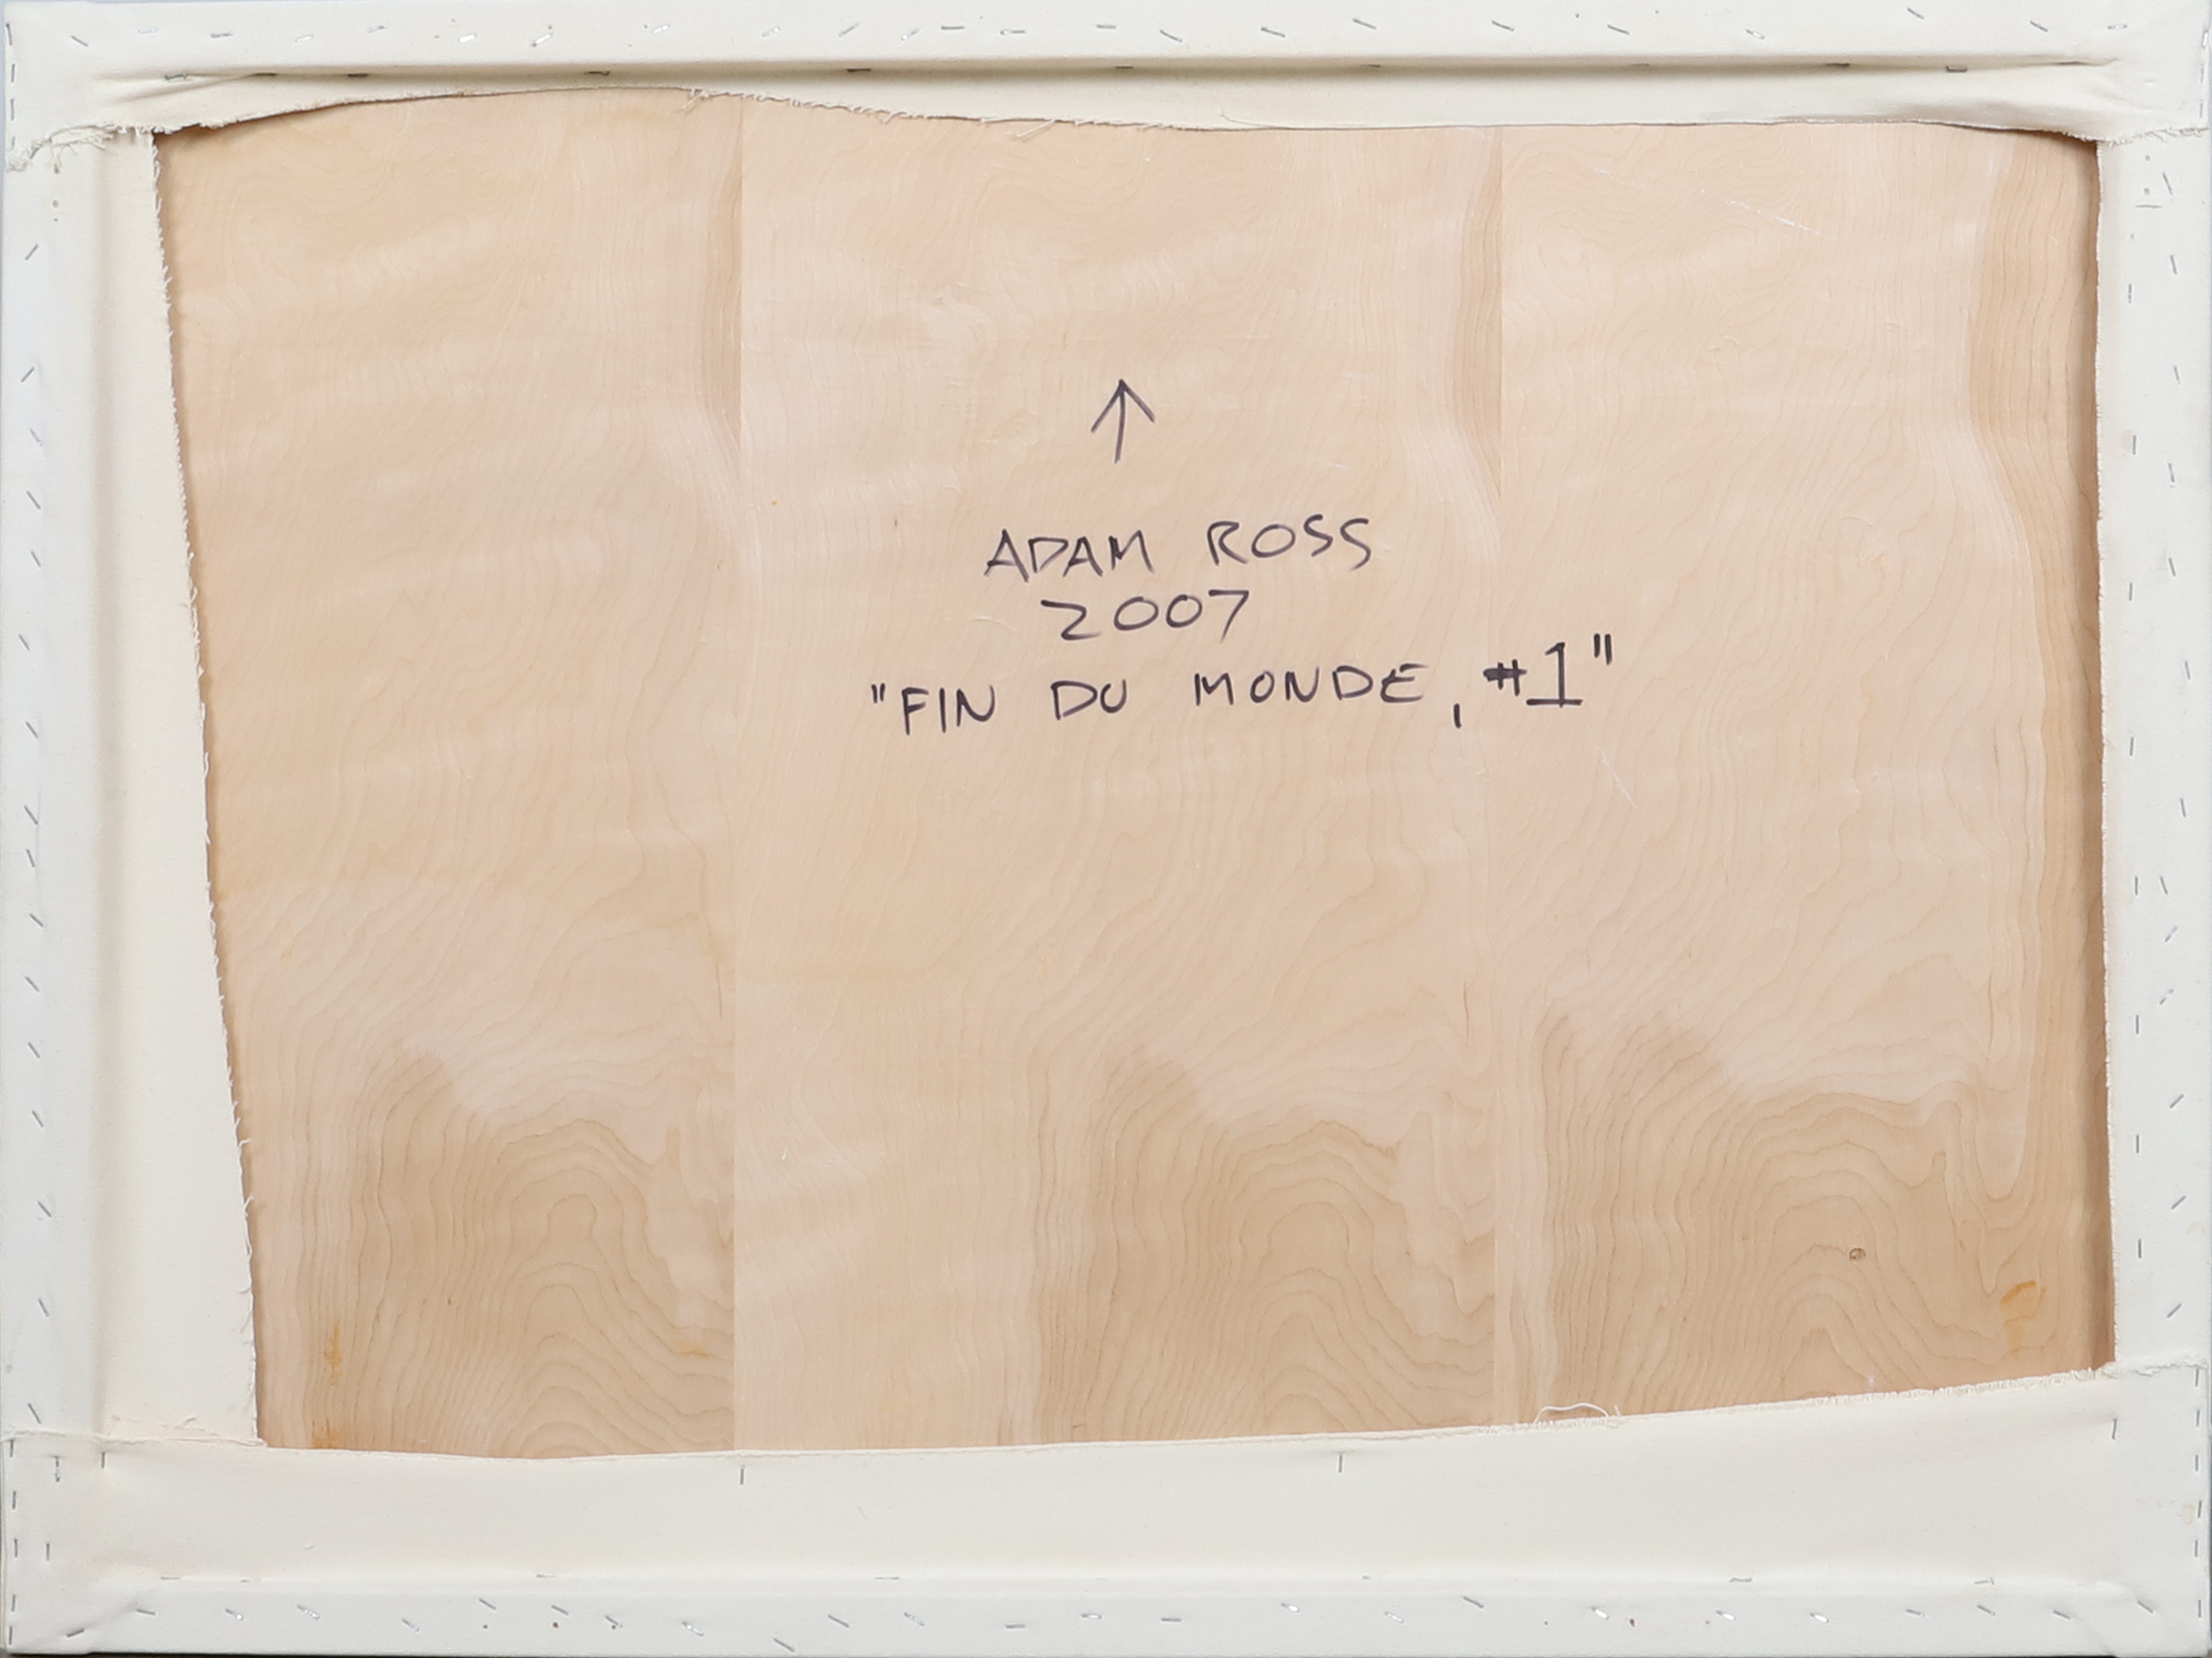 ↑
ADAM ROSS
2007
"FIN DU MONDE, #1"